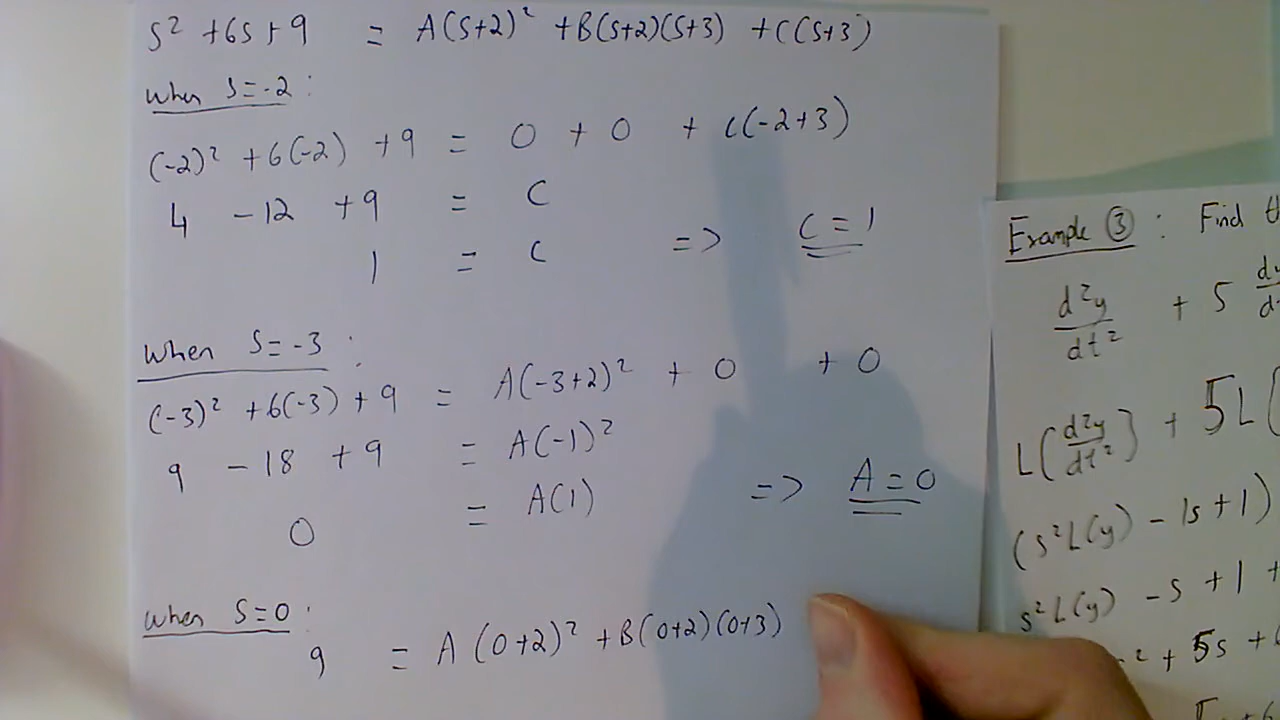 s² + 6s + 9 = A(s+2)² + B(s+2)(s+3) + C(s+3)
when s=-2 :
(-2)² + 6(-2) + 9 = 0 + 0 + C(-2+3)
4 - 12 + 9 = C
1 = C => C = 1
when s=-3 :
(-3)² + 6(-3) + 9 = A(-3+2)² + 0 + 0
9 - 18 + 9 = A(-1)²
0 = A(1) => A = 0
when s=0 :
9 = A(0+2)² + B(0+2)(0+3)
Example ③ : Find
d²y/dt² + 5
L(d²y/dt²) + 5L(
(s²L(y) - 1s + 1)
s²L(y) - s + 1 +
² + 5s +